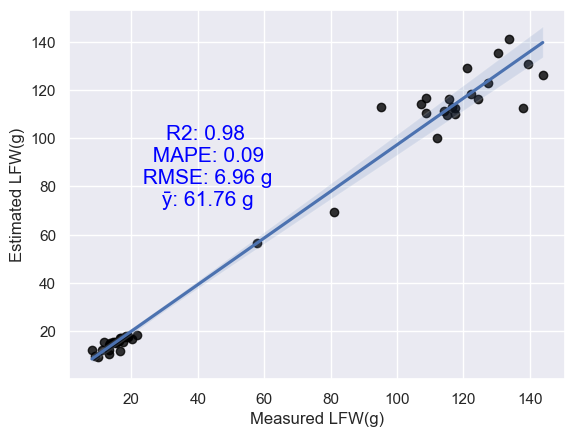 140
120
100
80
60
40
20
Estimated LFW(g)
R2: 0.98
MAPE: 0.09
RMSE: 6.96 g
ȳ: 61.76 g
20 40 60 80 100 120 140
Measured LFW(g)